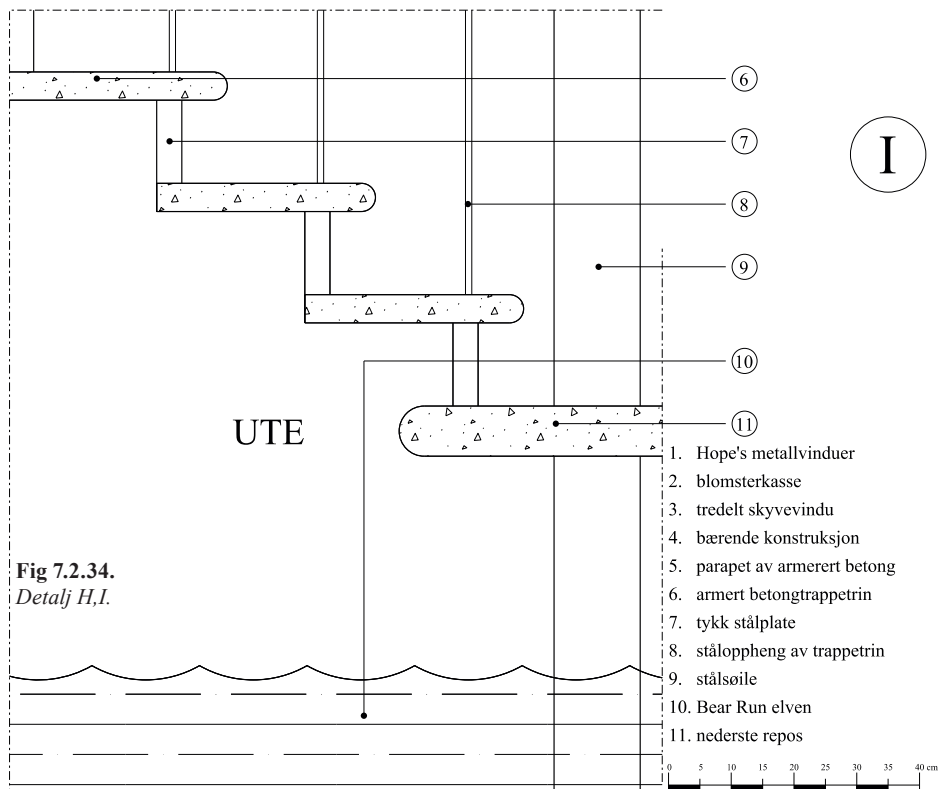 6
7
I
8
9
10
UTE
11
1. Hope's metallvinduer
2. blomsterkasse
3. tredelt skyvevindu
4. bærende konstruksjon
5. parapet av armerert betong
6. armert betongtrappetrin
7. tykk stålplate
8. ståloppheng av trappetrin
9. stålsøile
10. Bear Run elven
11. nederste repos
Fig 7.2.34.
Detalj H,I.
0 5 10 15 20 25 30 35 40 cm